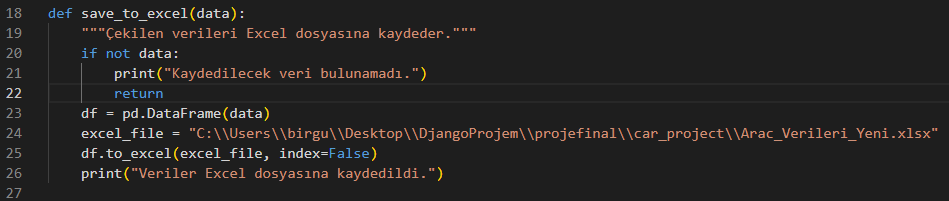 18 def save_to_excel(data):
19     """Çekilen verileri Excel dosyasına kaydeder."""
20     if not data:
21         print("Kaydedilecek veri bulunamadı.")
22         return
23     df = pd.DataFrame(data)
24     excel_file = "C:\\Users\\birgu\\Desktop\\DjangoProjem\\projefinal\\car_project\\Arac_Verileri_Yeni.xlsx"
25     df.to_excel(excel_file, index=False)
26     print("Veriler Excel dosyasına kaydedildi.")
27